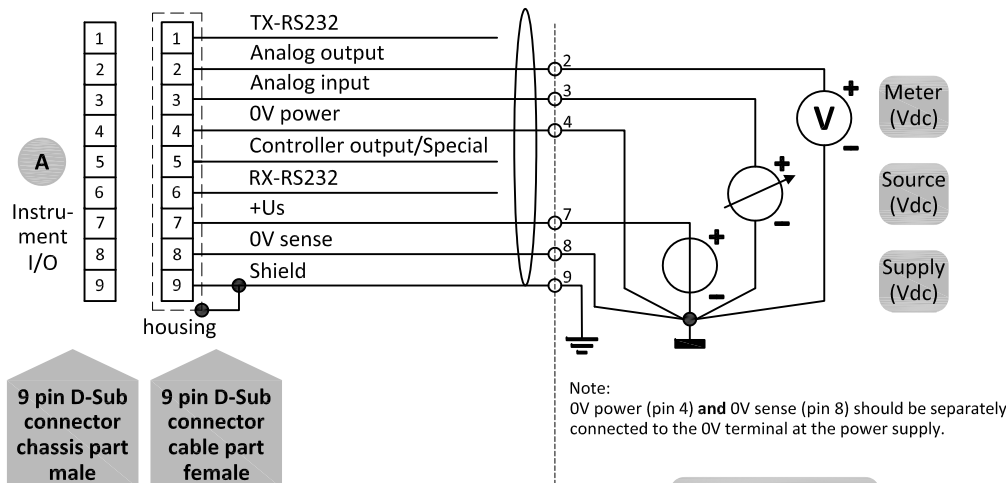 1
2
3
4
5
6
7
8
9
A
Instru-
ment
I/O
1
2
3
4
5
6
7
8
9
TX-RS232
Analog output
Analog input
0V power
Controller output/Special
RX-RS232
+Us
0V sense
Shield
housing
2
3
4
7
8
9
V
+
−
+
−
+
−
Meter
(Vdc)
Source
(Vdc)
Supply
(Vdc)
9 pin D-Sub
connector
chassis part
male
9 pin D-Sub
connector
cable part
female
Note:
0V power (pin 4) and 0V sense (pin 8) should be separately
connected to the 0V terminal at the power supply.